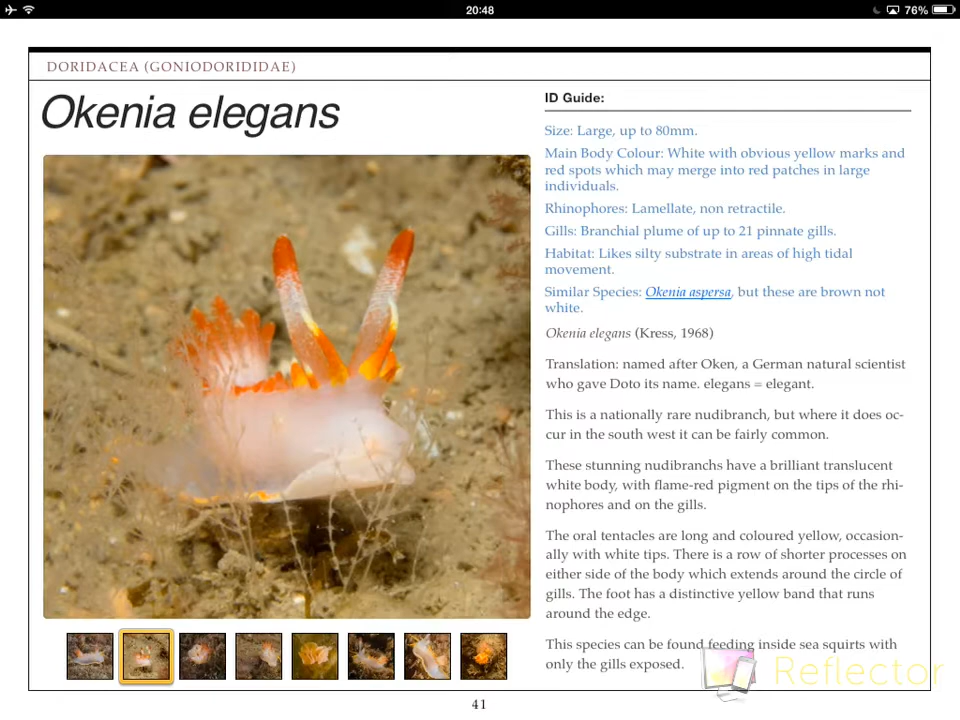 20:48
76%
DORIDACEA (GONIODORIDIDAE)
Okenia elegans
ID Guide:
Size: Large, up to 80mm.
Main Body Colour: White with obvious yellow marks and
red spots which may merge into red patches in large
individuals.
Rhinophores: Lamellate, non retractile.
Gills: Branchial plume of up to 21 pinnate gills.
Habitat: Likes silty substrate in areas of high tidal
movement.
Similar Species: Okenia aspersa, but these are brown not
white.
Okenia elegans (Kress, 1968)
Translation: named after Oken, a German natural scientist
who gave Doto its name. elegans = elegant.
This is a nationally rare nudibranch, but where it does oc-
cur in the south west it can be fairly common.
These stunning nudibranchs have a brilliant translucent
white body, with flame-red pigment on the tips of the rhi-
nophores and on the gills.
The oral tentacles are long and coloured yellow, occasion-
ally with white tips. There is a row of shorter processes on
either side of the body which extends around the circle of
gills. The foot has a distinctive yellow band that runs
around the edge.
This species can be found feeding inside sea squirts with
only the gills exposed.
Reflector
41